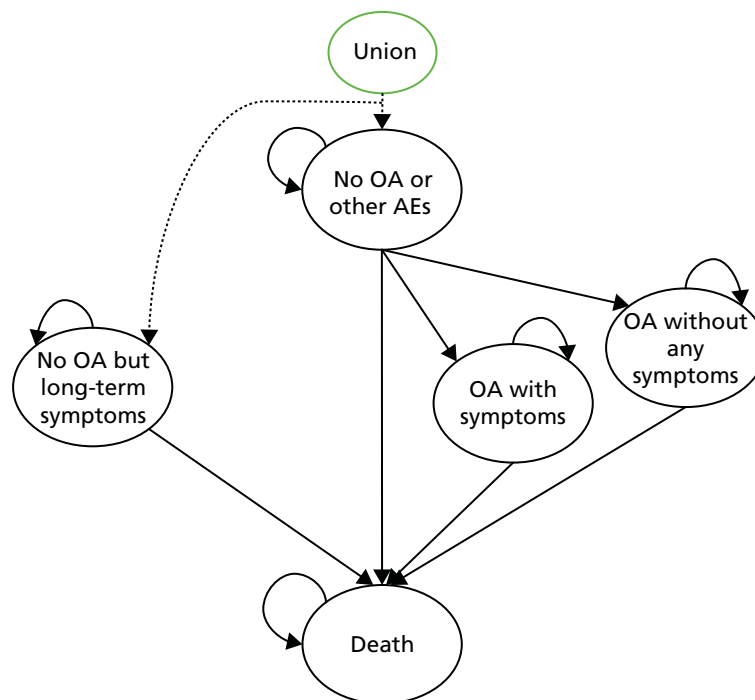 Union
No OA or
other AEs
No OA but
long-term
symptoms
OA with
symptoms
OA without
any
symptoms
Death